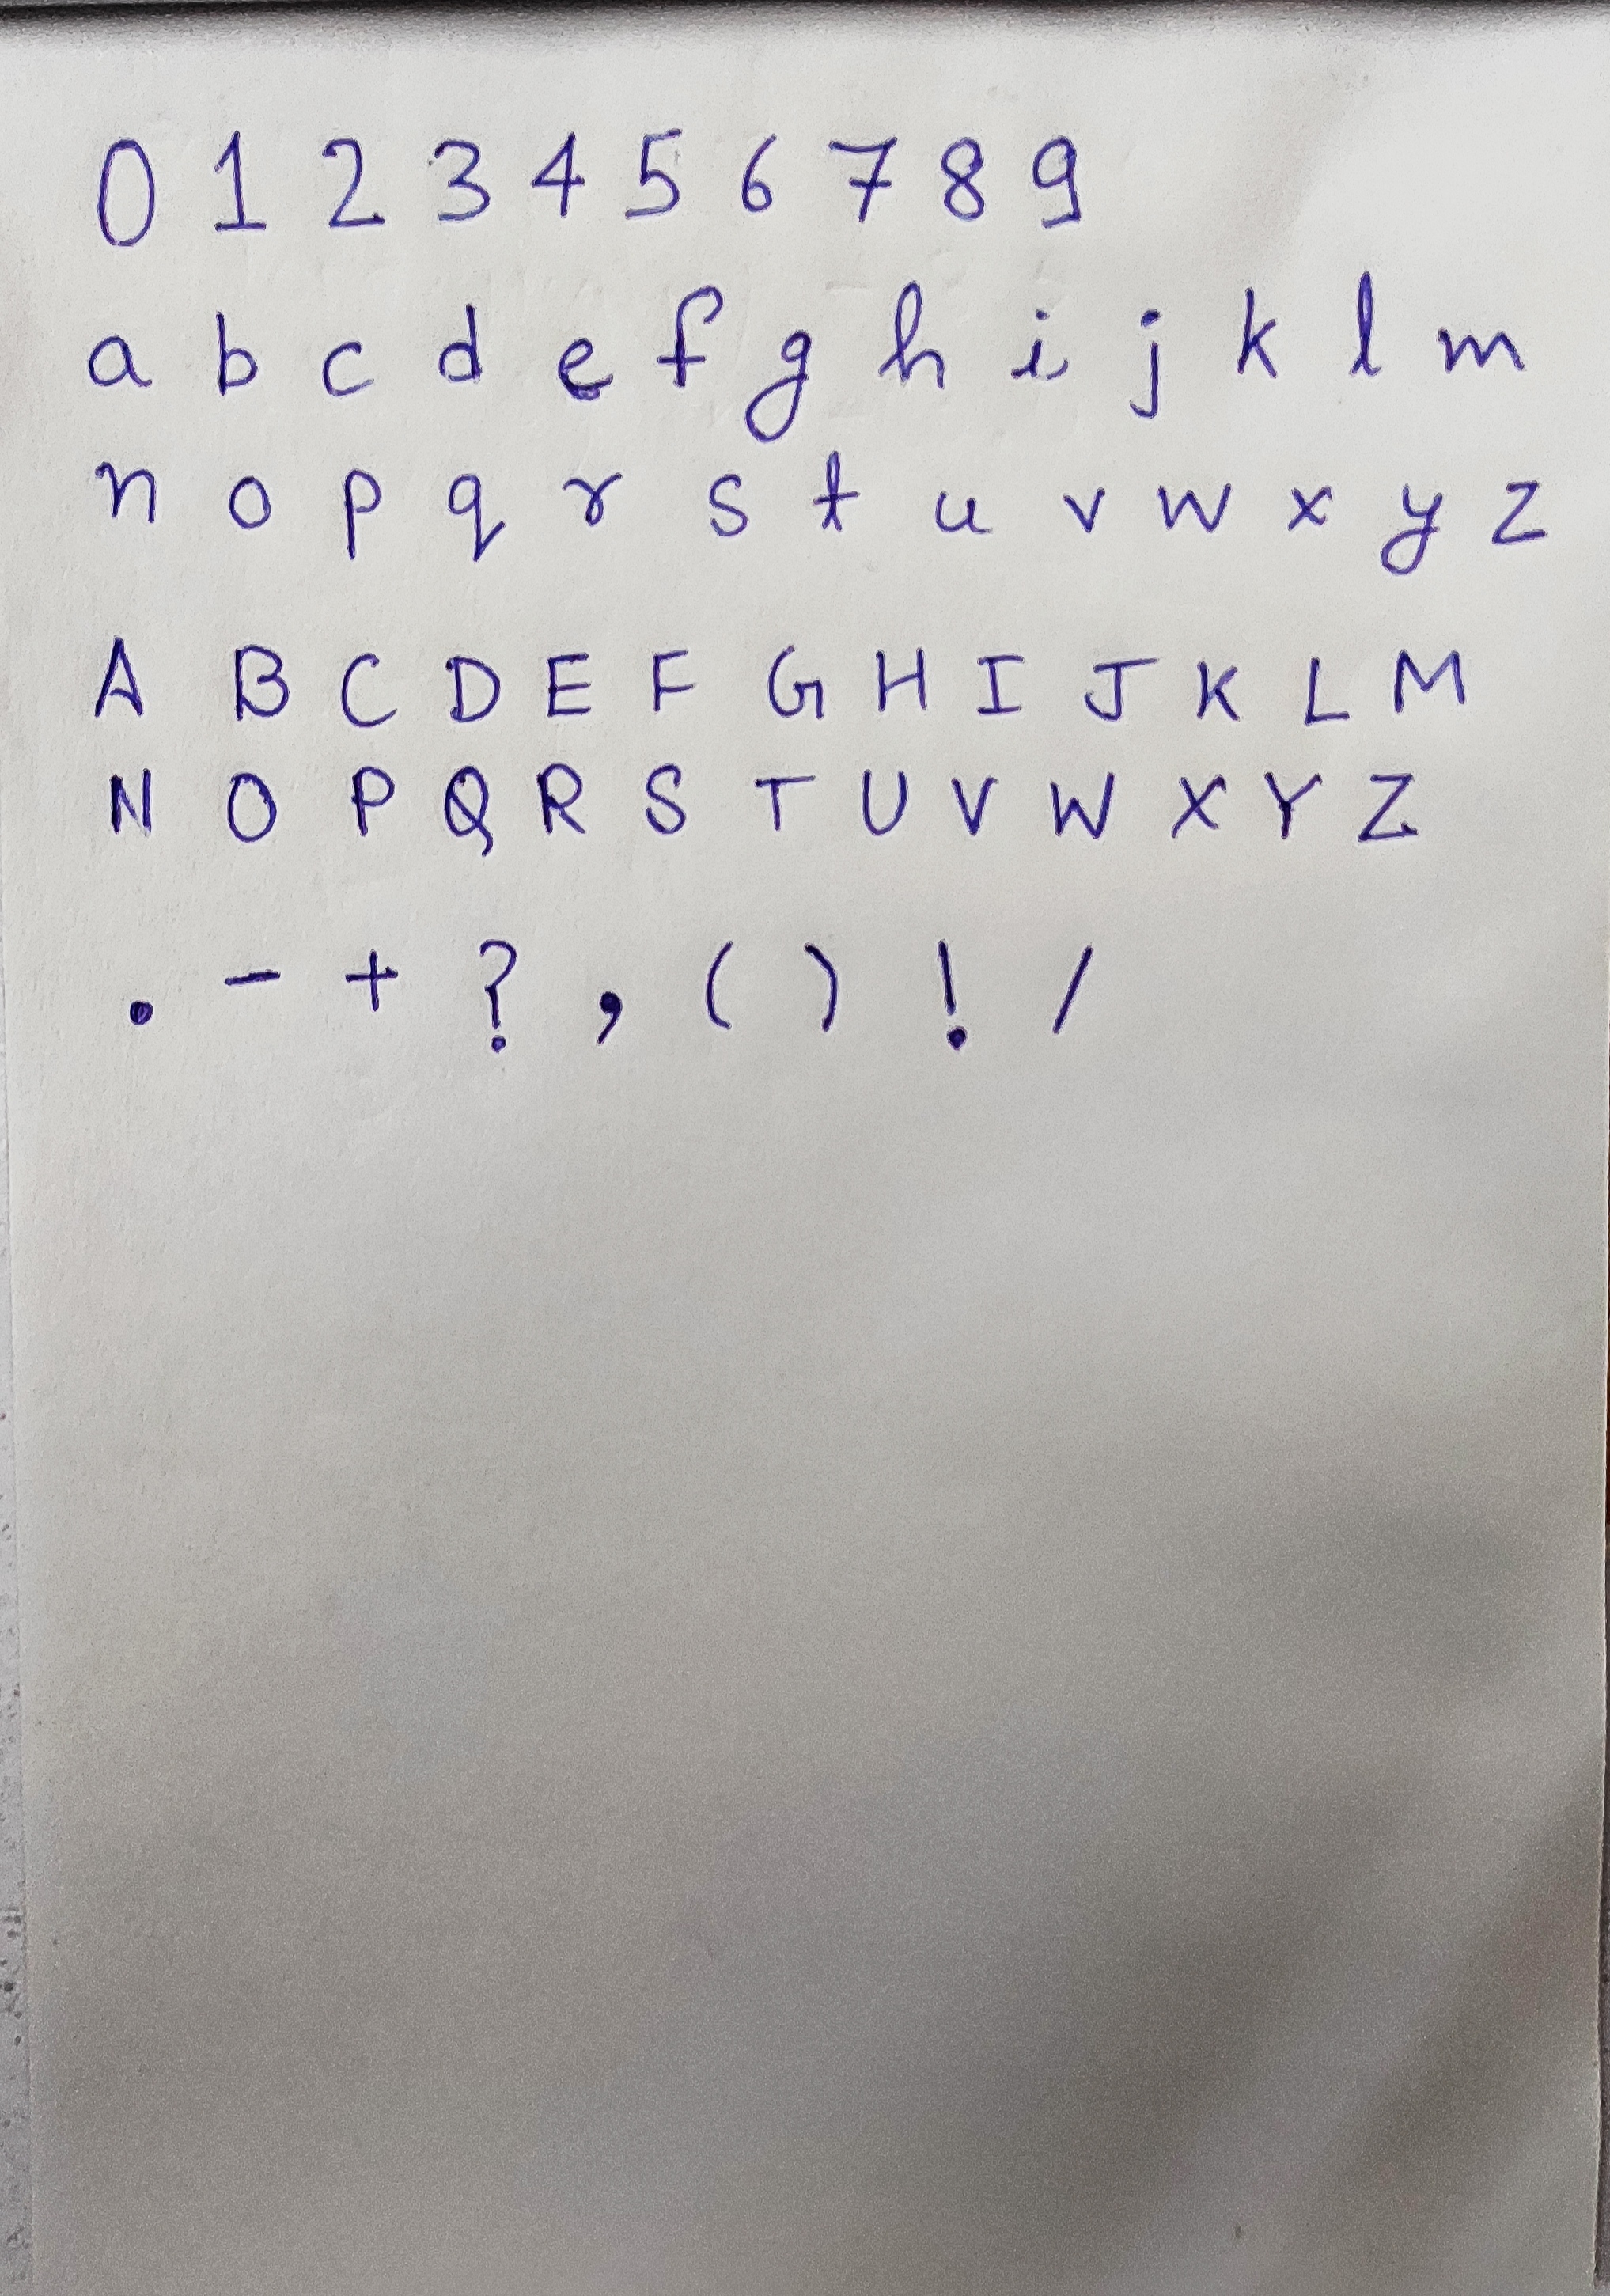 0 1 2 3 4 5 6 7 8 9
a b c d e f g h i j k l m
n o p q r s t u v w x y z
A B C D E F G H I J K L M
N O P Q R S T U V W X Y Z
. - + ? , ( ) ! /